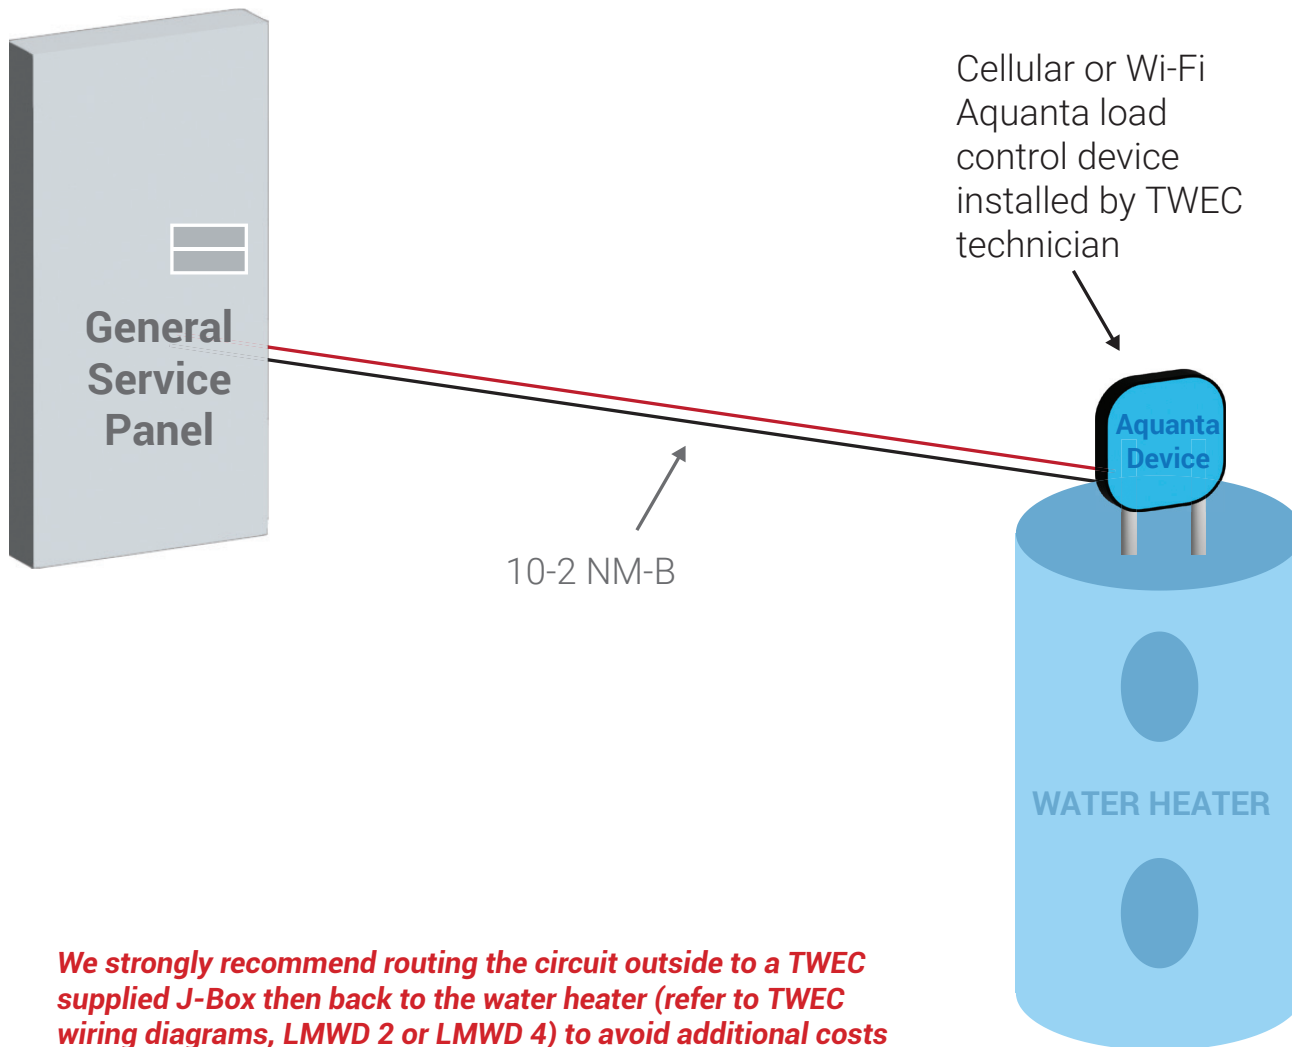 Cellular or Wi-Fi
Aquanta load
control device
installed by TWEC
technician
General
Service
Panel
Aquanta
Device
10-2 NM-B
WATER HEATER
We strongly recommend routing the circuit outside to a TWEC
supplied J-Box then back to the water heater (refer to TWEC
wiring diagrams, LMWD 2 or LMWD 4) to avoid additional costs